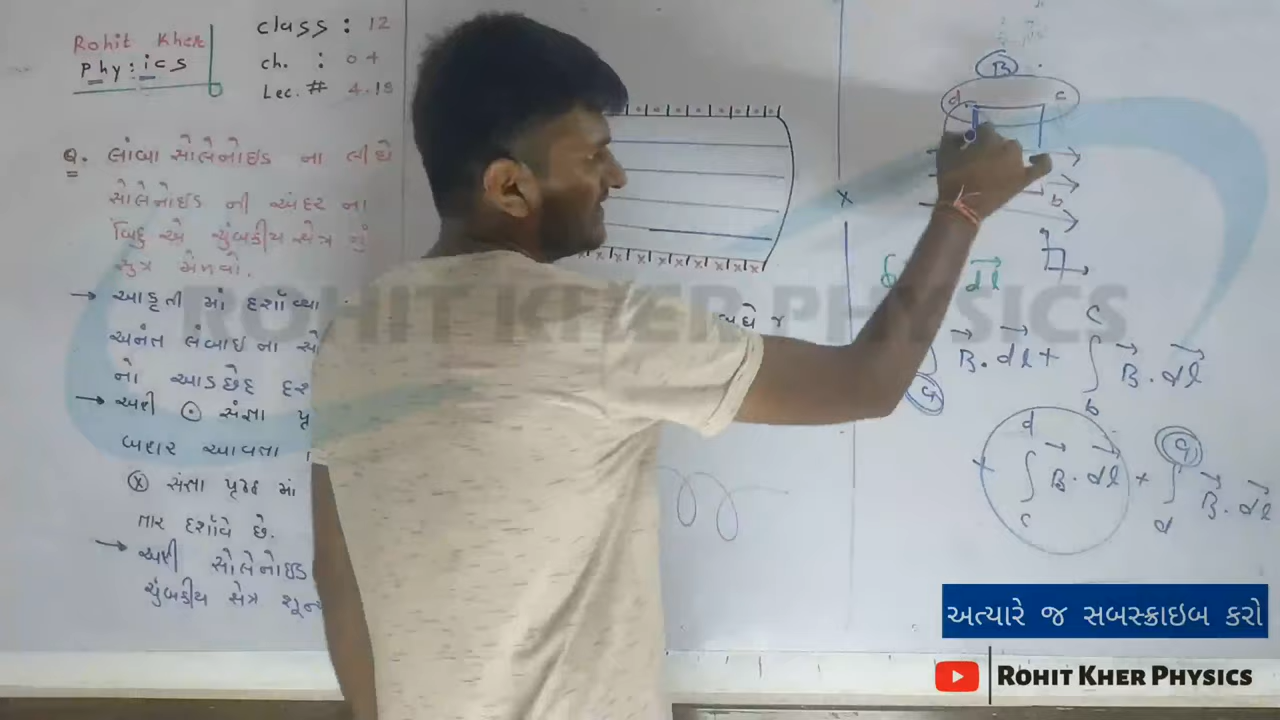 Rohit Kher
Physics
class : 12
ch. : 04
Lec. # 4.18
Q. લાંબા સોલેનોઇડ ના લીધે
સોલેનોઇડ ની અંદર ના
બિંદુ એ ચુંબકીય ક્ષેત્ર નું
સુત્ર મેળવો.
→ આકૃતી માં દર્શાવ્યા
અનંત લંબાઇ ના સો
નો આડછેદ દર
→ અહી ⊙ સંજ્ઞા પૃ
બહાર આવતા
ⓧ સંજ્ઞા પૃષ્ઠ માં
તાર દર્શાવે છે.
→ અહી સોલેનોઇડ
ચુંબકીય ક્ષેત્ર શૂન્ય
B
d c
b
x
dl
B . dl + ∫ B . dl
c
b
d
∫ B . dl + ∫ B . dl
c
a
d
ROHIT KHER PHYSICS
અત્યારે જ સબસ્ક્રાઇબ કરો
ROHIT KHER PHYSICS